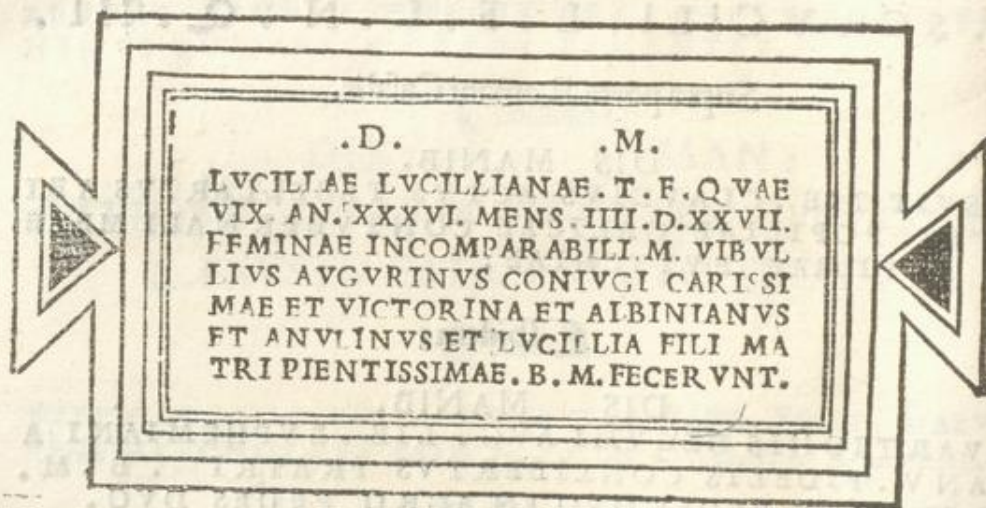 .D. .M.
LVCILLAE LVCILLIANAE. T. F. Q VAE
VIX AN. XXXVI. MENS. IIII. D. XXVII.
FEMINAE INCOMPARABILI. M. VIBVL
LIVS AVGVRINVS CONIVGI CARISSI
MAE ET VICTORINA ET ALBINIANVS
ET ANVLINVS ET LVCILLIA FILI MA
TRI PIENTISSIMAE. B. M. FECERVNT.